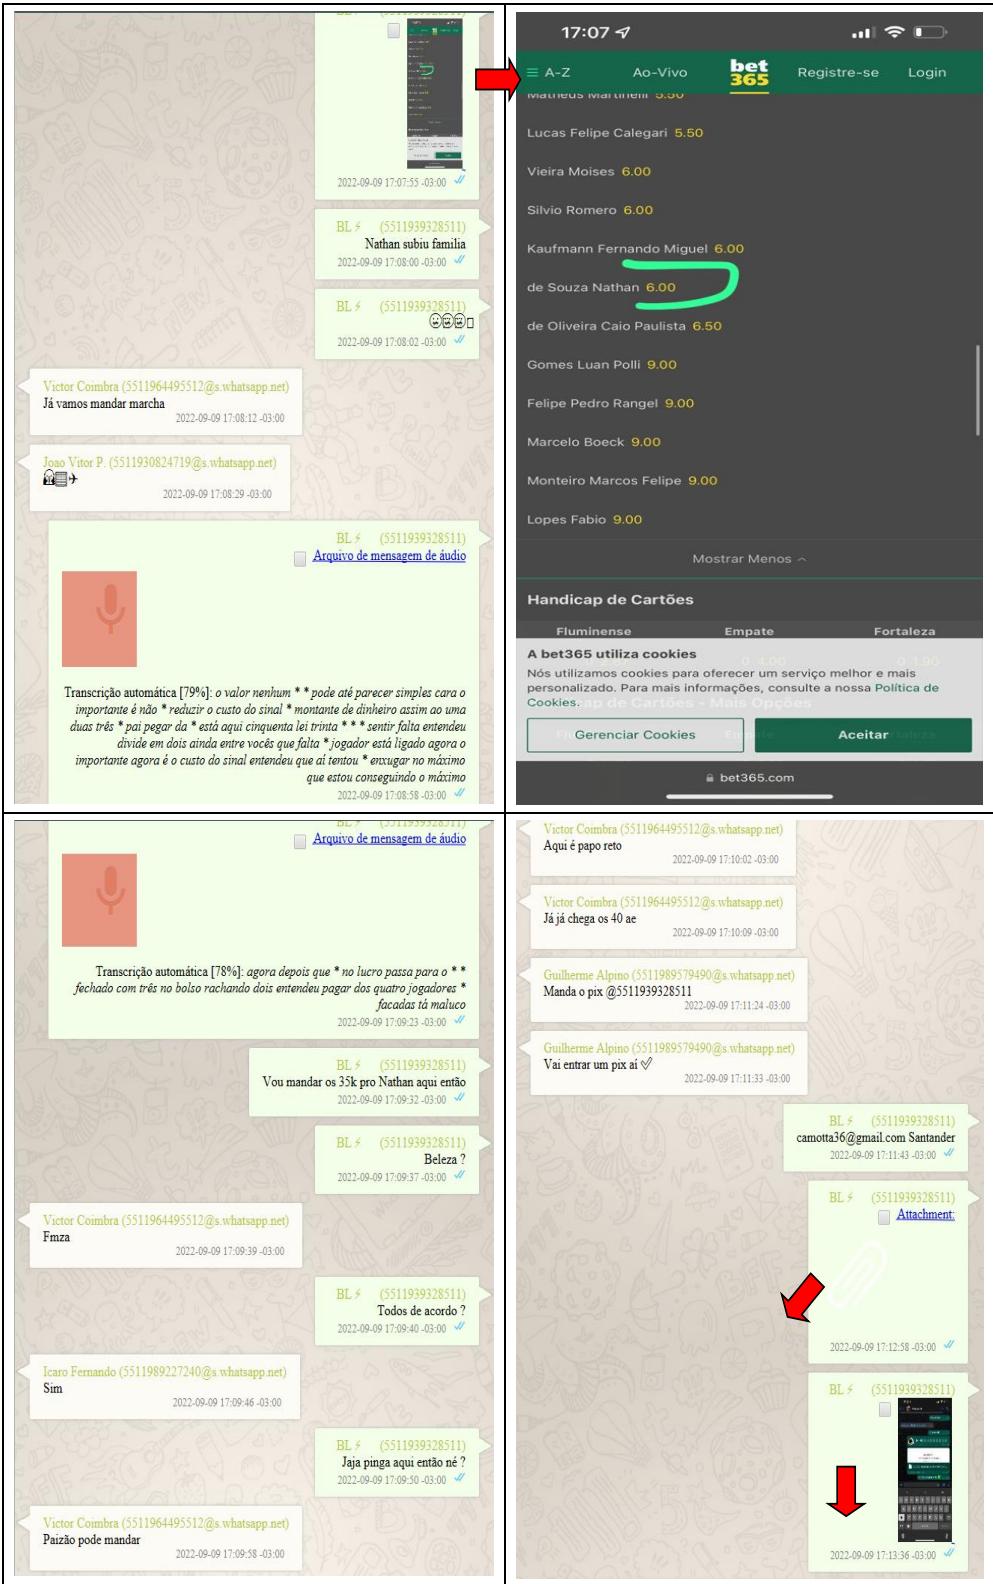 BL⚡ (5511939328511)
2022-09-09 17:07:55 -03:00
BL⚡ (5511939328511)
Nathan subiu familia
2022-09-09 17:08:00 -03:00
BL⚡ (5511939328511)
2022-09-09 17:08:02 -03:00
Victor Coimbra (5511964495512@s.whatsapp.net)
Já vamos mandar marcha
2022-09-09 17:08:12 -03:00
Joao Vitor P. (5511930824719@s.whatsapp.net)
2022-09-09 17:08:29 -03:00
BL⚡ (5511939328511)
Arquivo de mensagem de áudio
Transcrição automática [79%]: o valor nenhum * * pode até parecer simples cara o
importante é não * reduzir o custo do sinal * montante de dinheiro assim ao uma
duas três * pai pegar da * está aqui cinquenta lei trinta * * * sentir falta entendeu
divide em dois ainda entre vocês que falta * jogador está ligado agora o
importante agora é o custo do sinal entendeu que aí tentou * enxugar no máximo
que estou conseguindo o máximo
2022-09-09 17:08:58 -03:00
17:07
A-Z Ao-Vivo bet365 Registre-se Login
Matheus Martinelli 5.50
Lucas Felipe Calegari 5.50
Vieira Moises 6.00
Silvio Romero 6.00
Kaufmann Fernando Miguel 6.00
de Souza Nathan 6.00
de Oliveira Caio Paulista 6.50
Gomes Luan Polli 9.00
Felipe Pedro Rangel 9.00
Marcelo Boeck 9.00
Monteiro Marcos Felipe 9.00
Lopes Fabio 9.00
Mostrar Menos
Handicap de Cartões
Fluminense Empate Fortaleza
A bet365 utiliza cookies
Nós utilizamos cookies para oferecer um serviço melhor e mais
personalizado. Para mais informações, consulte a nossa Política de
Cookies.
Gerenciar Cookies Aceitar
bet365.com
BL⚡ (5511939328511)
Arquivo de mensagem de áudio
Transcrição automática [78%]: agora depois que * no lucro passa para o * *
fechado com três no bolso rachando dois entendeu pagar dos quatro jogadores *
facadas tá maluco
2022-09-09 17:09:23 -03:00
BL⚡ (5511939328511)
Vou mandar os 35k pro Nathan aqui então
2022-09-09 17:09:32 -03:00
BL⚡ (5511939328511)
Beleza ?
2022-09-09 17:09:37 -03:00
Victor Coimbra (5511964495512@s.whatsapp.net)
Fmza
2022-09-09 17:09:39 -03:00
BL⚡ (5511939328511)
Todos de acordo ?
2022-09-09 17:09:40 -03:00
Icaro Fernando (5511989227240@s.whatsapp.net)
Sim
2022-09-09 17:09:46 -03:00
BL⚡ (5511939328511)
Jaja pinga aqui então né ?
2022-09-09 17:09:50 -03:00
Victor Coimbra (5511964495512@s.whatsapp.net)
Paizão pode mandar
2022-09-09 17:09:58 -03:00
Victor Coimbra (5511964495512@s.whatsapp.net)
Aqui é papo reto
2022-09-09 17:10:02 -03:00
Victor Coimbra (5511964495512@s.whatsapp.net)
Já já chega os 40 ae
2022-09-09 17:10:09 -03:00
Guilherme Alpino (5511989579490@s.whatsapp.net)
Manda o pix @5511939328511
2022-09-09 17:11:24 -03:00
Guilherme Alpino (5511989579490@s.whatsapp.net)
Vai entrar um pix aí ✅
2022-09-09 17:11:33 -03:00
BL⚡ (5511939328511)
camotta36@gmail.com Santander
2022-09-09 17:11:43 -03:00
BL⚡ (5511939328511)
Attachment:
2022-09-09 17:12:58 -03:00
BL⚡ (5511939328511)
2022-09-09 17:13:36 -03:00